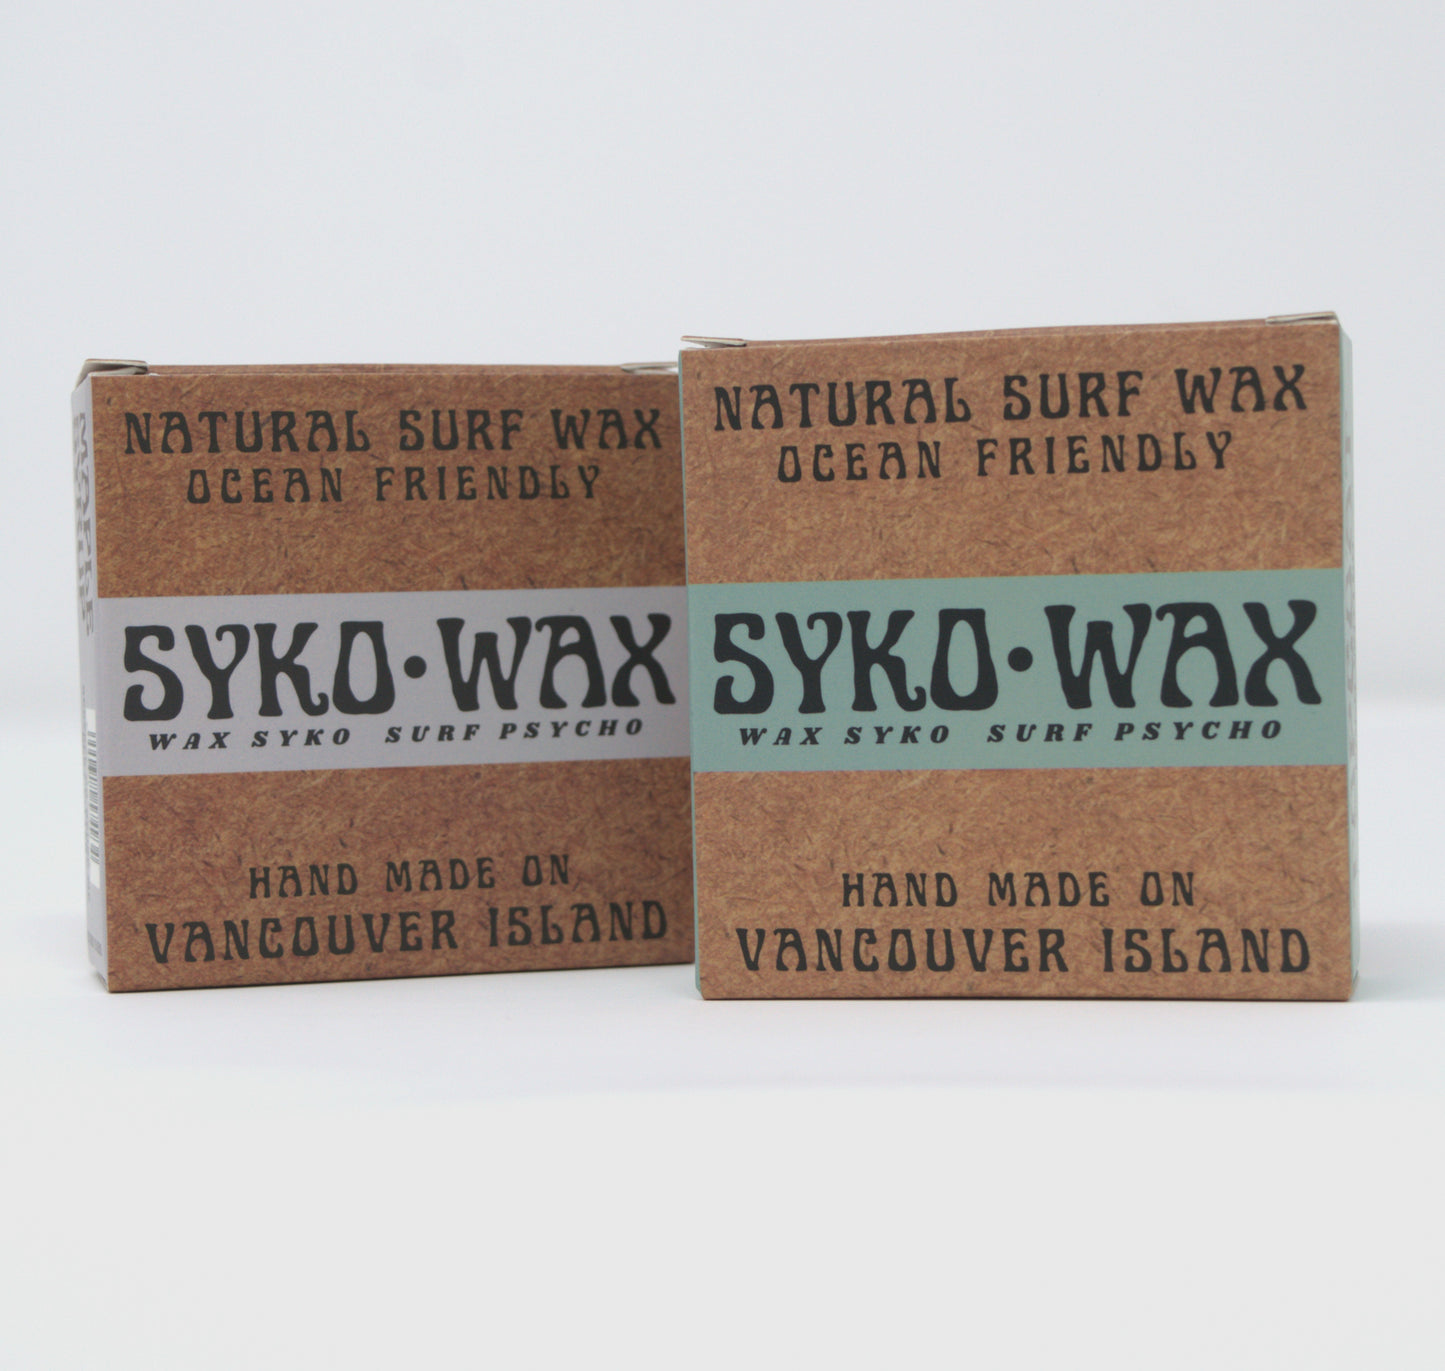 NATURAL SURF WAX
OCEAN FRIENDLY
SYKO•WAX
WAX SYKO SURF PSYCHO
HAND MADE ON
VANCOUVER ISLAND
NATURAL SURF WAX
OCEAN FRIENDLY
SYKO•WAX
WAX SYKO SURF PSYCHO
HAND MADE ON
VANCOUVER ISLAND